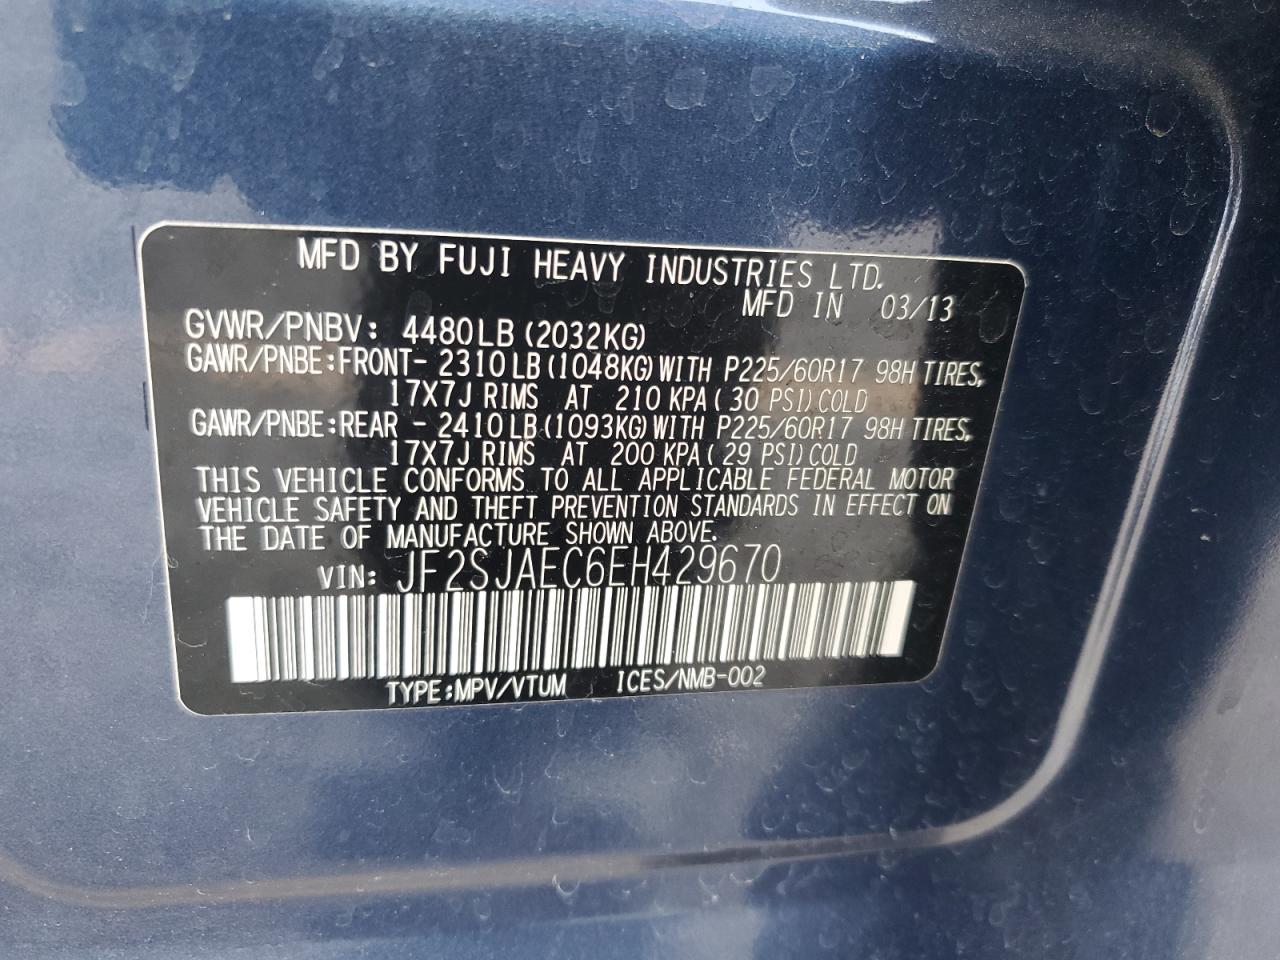 MFD BY FUJI HEAVY INDUSTRIES LTD.
MFD IN 03/13
GVWR/PNBV: 4480LB (2032KG)
GAWR/PNBE:FRONT- 2310LB (1048KG) WITH P225/60R17 98H TIRES,
17X7J RIMS AT 210 KPA( 30 PSI) COLD
GAWR/PNBE:REAR - 2410LB (1093KG) WITH P225/60R17 98H TIRES,
17X7J RIMS AT 200 KPA( 29 PSI) COLD
THIS VEHICLE CONFORMS TO ALL APPLICABLE FEDERAL MOTOR
VEHICLE SAFETY AND THEFT PREVENTION STANDARDS IN EFFECT ON
THE DATE OF MANUFACTURE SHOWN ABOVE.
VIN: JF2SJAEC6EH429670
TYPE:MPV/VTUM ICES/NMB-002